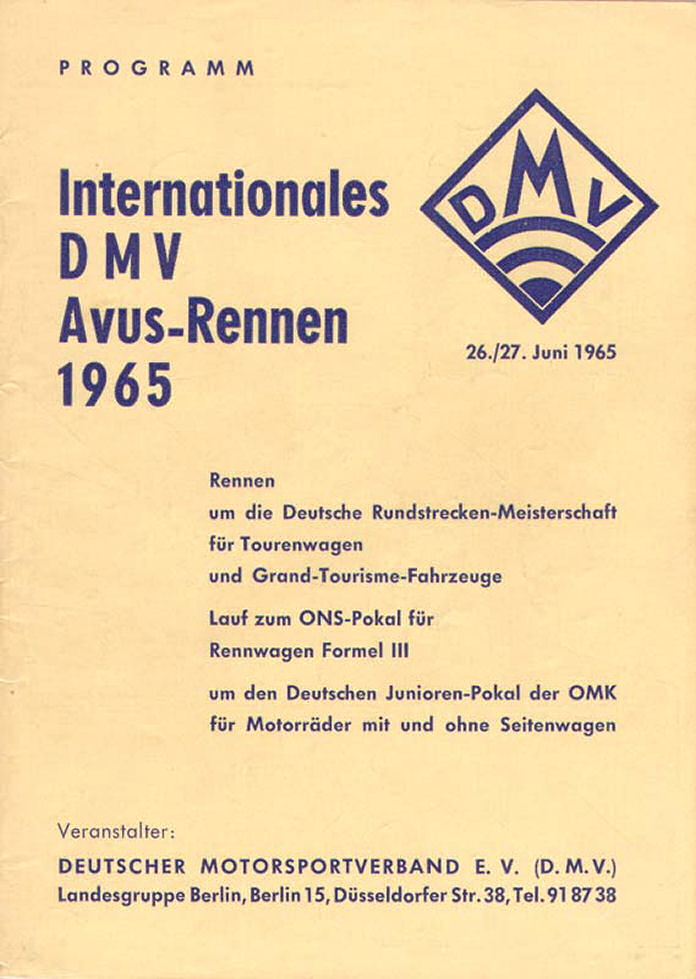 PROGRAMM
Internationales
DMV
Avus-Rennen
1965
DMV
26./27. Juni 1965
Rennen
um die Deutsche Rundstrecken-Meisterschaft
für Tourenwagen
und Grand-Tourisme-Fahrzeuge
Lauf zum ONS-Pokal für
Rennwagen Formel III
um den Deutschen Junioren-Pokal der OMK
für Motorräder mit und ohne Seitenwagen
Veranstalter:
DEUTSCHER MOTORSPORTVERBAND E. V. (D. M. V.)
Landesgruppe Berlin, Berlin 15, Düsseldorfer Str. 38, Tel. 91 87 38